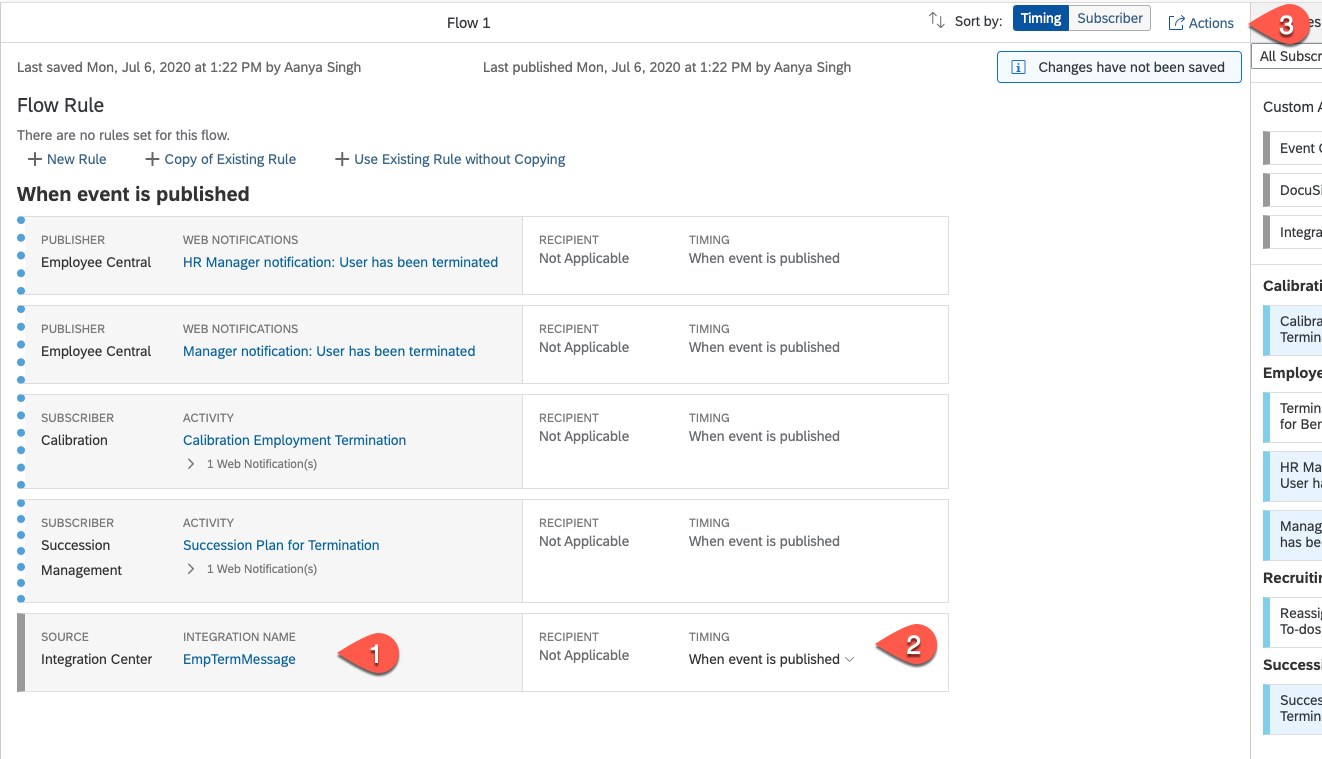 Flow 1
Sort by:
Timing
Subscriber
Actions
3
All Subscr
Last saved Mon, Jul 6, 2020 at 1:22 PM by Aanya Singh
Last published Mon, Jul 6, 2020 at 1:22 PM by Aanya Singh
Changes have not been saved
Flow Rule
There are no rules set for this flow.
New Rule
Copy of Existing Rule
Use Existing Rule without Copying
When event is published
PUBLISHER
WEB NOTIFICATIONS
RECIPIENT
TIMING
Employee Central
HR Manager notification: User has been terminated
Not Applicable
When event is published
PUBLISHER
WEB NOTIFICATIONS
RECIPIENT
TIMING
Employee Central
Manager notification: User has been terminated
Not Applicable
When event is published
SUBSCRIBER
ACTIVITY
RECIPIENT
TIMING
Calibration
Calibration Employment Termination
Not Applicable
When event is published
1 Web Notification(s)
SUBSCRIBER
ACTIVITY
RECIPIENT
TIMING
Succession
Management
Succession Plan for Termination
Not Applicable
When event is published
1 Web Notification(s)
SOURCE
INTEGRATION NAME
RECIPIENT
TIMING
Integration Center
EmpTermMessage
1
Not Applicable
When event is published
2
Custom A
Event C
DocuSi
Integra
Calibrati
Calibra
Termin
Employe
Termin
for Ber
HR Ma
User ha
Manag
has bee
Recruitin
Reassig
To-dos
Successi
Succes
Termin